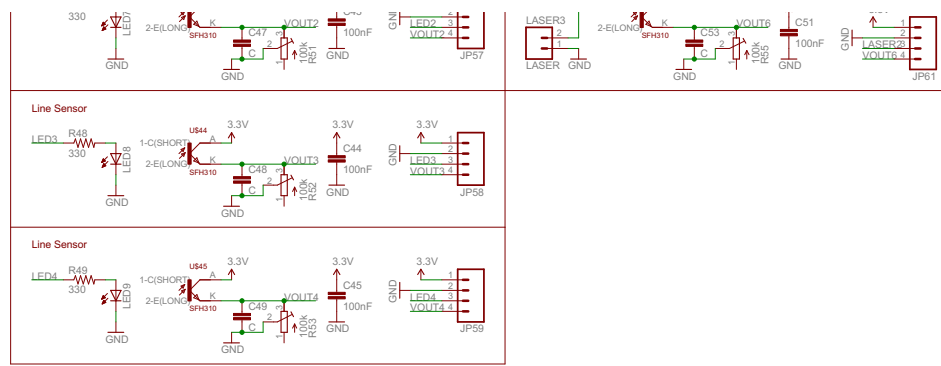 330
LED7
2-E(LONG)
K
SFH310
VOUT2
C47
C
2
3
1
100k
R51
GND
GND
100nF
GND
LED2
VOUT2
4
GND
JP57
LASER3
2
1
LASER
GND
2-E(LONG)
K
SFH310
VOUT6
C53
C
2
3
1
100k
R55
GND
C51
100nF
GND
GND
1
2
LASER2
3
VOUT6
4
JP61
Line Sensor
LED3
R48
330
LED8
GND
U$44
1-C(SHORT)
A
2-E(LONG)
K
SFH310
3.3V
VOUT3
C48
C
2
3
1
100k
R52
GND
3.3V
C44
100nF
GND
3.3V
GND
1
2
LED3
3
VOUT3
4
JP58
Line Sensor
LED4
R49
330
LED9
GND
U$45
1-C(SHORT)
A
2-E(LONG)
K
SFH310
3.3V
VOUT4
C49
C
2
3
1
100k
R53
GND
3.3V
C45
100nF
GND
3.3V
GND
1
2
LED4
3
VOUT4
4
JP59